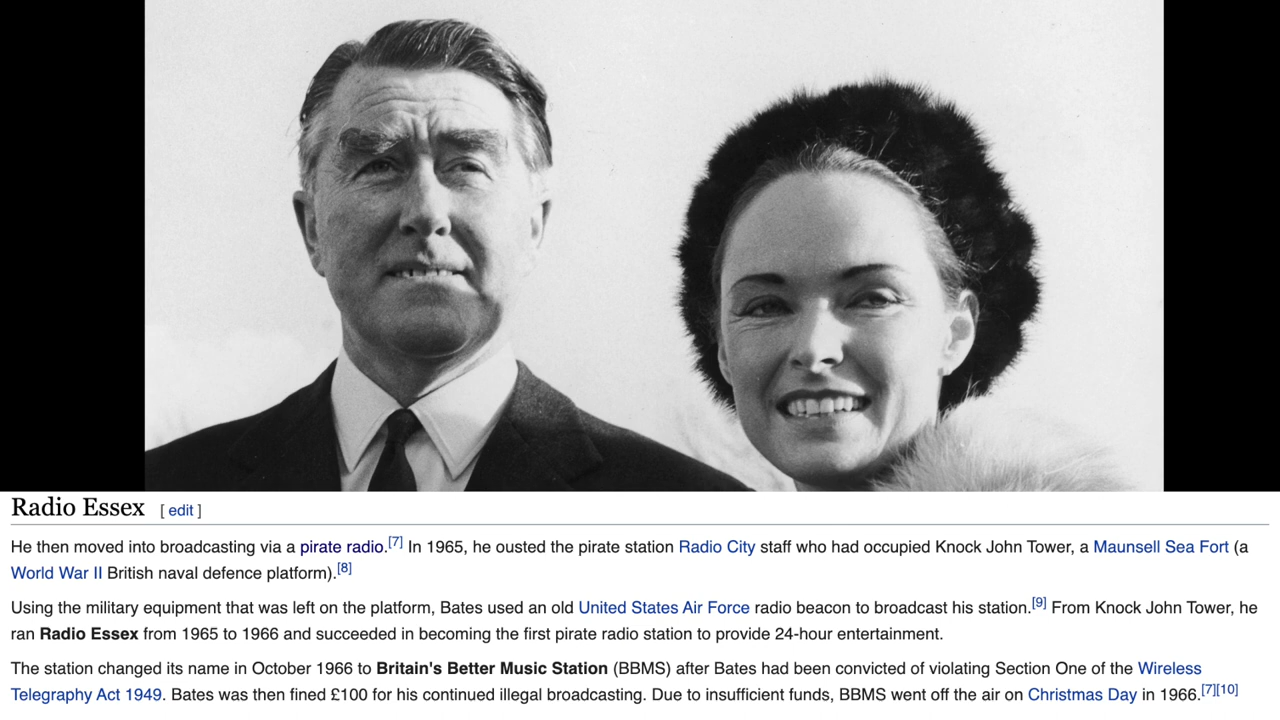 Radio Essex [ edit ]
He then moved into broadcasting via a pirate radio.[7] In 1965, he ousted the pirate station Radio City staff who had occupied Knock John Tower, a Maunsell Sea Fort (a
World War II British naval defence platform).[8]
Using the military equipment that was left on the platform, Bates used an old United States Air Force radio beacon to broadcast his station.[9] From Knock John Tower, he
ran Radio Essex from 1965 to 1966 and succeeded in becoming the first pirate radio station to provide 24-hour entertainment.
The station changed its name in October 1966 to Britain's Better Music Station (BBMS) after Bates had been convicted of violating Section One of the Wireless
Telegraphy Act 1949. Bates was then fined £100 for his continued illegal broadcasting. Due to insufficient funds, BBMS went off the air on Christmas Day in 1966.[7][10]